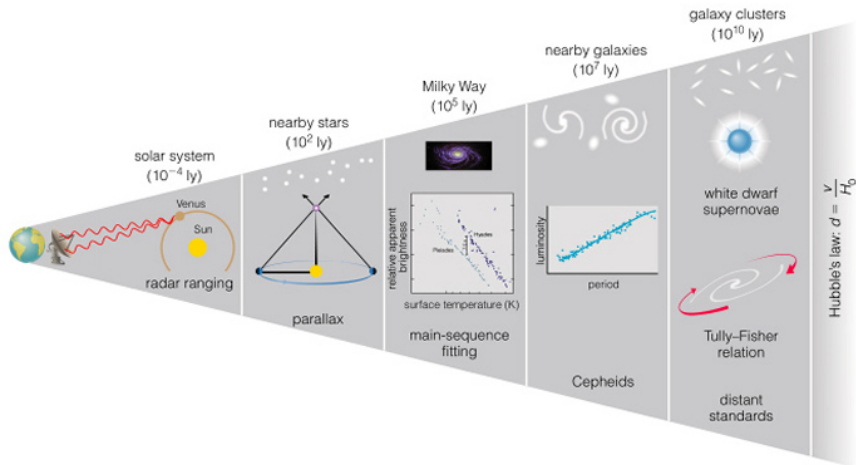 solar system
(10⁻⁴ ly)
Venus
Sun
radar ranging
nearby stars
(10² ly)
parallax
Milky Way
(10⁵ ly)
relative apparent
brightness
Hyades
Pleiades
surface temperature (K)
main-sequence
fitting
nearby galaxies
(10⁷ ly)
luminosity
period
Cepheids
galaxy clusters
(10¹⁰ ly)
white dwarf
supernovae
Tully–Fisher
relation
distant
standards
Hubble's law: d = v/H₀